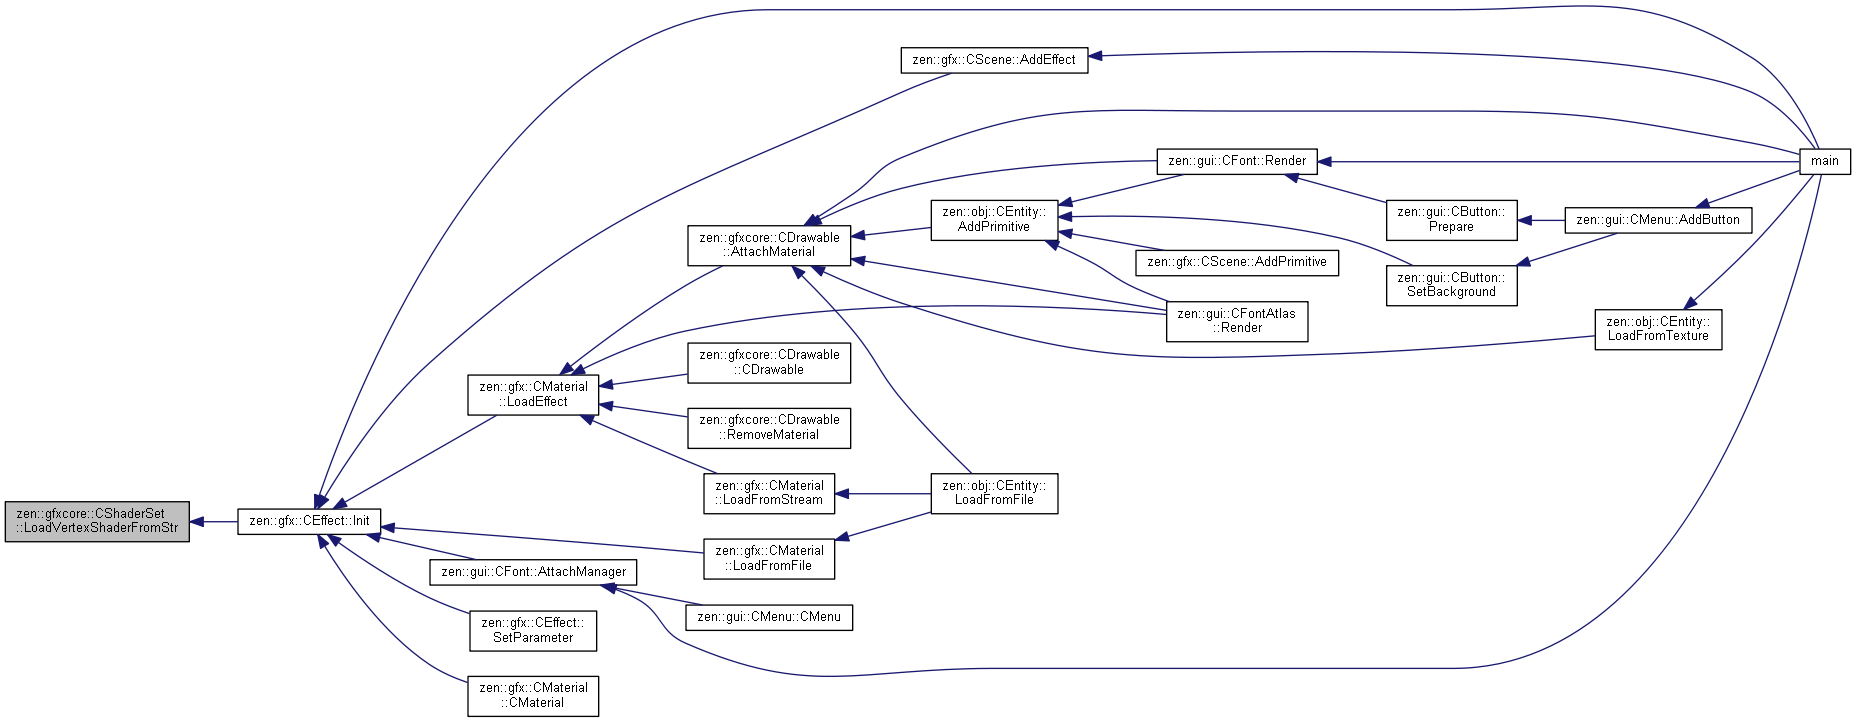 zen::gfx::CScene::AddEffect
zen::gui::CFont::Render
main
zen::obj::CEntity::
AddPrimitive
zen::gui::CButton::
Prepare
zen::gui::CMenu::AddButton
zen::gfxcore::CDrawable
::AttachMaterial
zen::gfx::CScene::AddPrimitive
zen::gui::CButton::
SetBackground
zen::gui::CFontAtlas
::Render
zen::obj::CEntity::
LoadFromTexture
zen::gfxcore::CDrawable
::CDrawable
zen::gfx::CMaterial
::LoadEffect
zen::gfxcore::CDrawable
::RemoveMaterial
zen::gfx::CMaterial
::LoadFromStream
zen::obj::CEntity::
LoadFromFile
zen::gfxcore::CShaderSet
::LoadVertexShaderFromStr
zen::gfx::CEffect::Init
zen::gfx::CMaterial
::LoadFromFile
zen::gui::CFont::AttachManager
zen::gui::CMenu::CMenu
zen::gfx::CEffect::
SetParameter
zen::gfx::CMaterial
::CMaterial